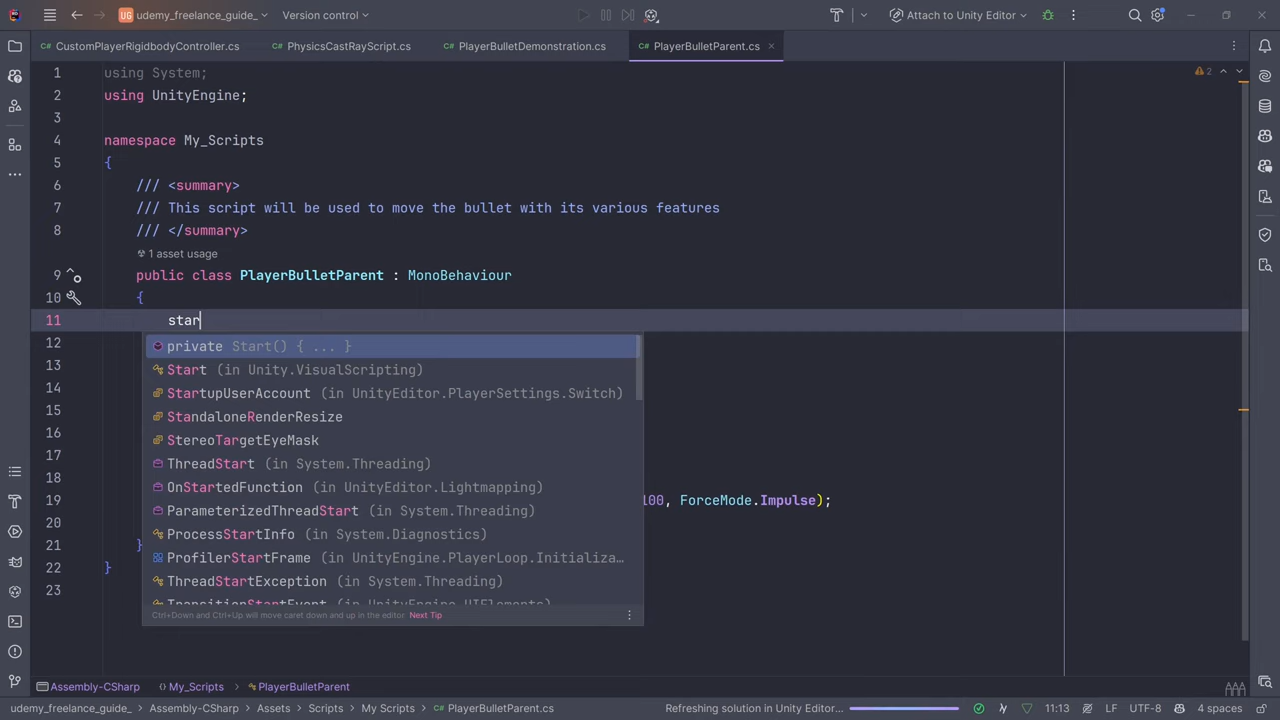 UG udemy_freelance_guide_ Version control Attach to Unity Editor
C# CustomPlayerRigidbodyController.cs C# PhysicsCastRayScript.cs C# PlayerBulletDemonstration.cs C# PlayerBulletParent.cs
1 using System;
2
2 using UnityEngine;
3
4 namespace My_Scripts
5 {
6 /// <summary>
7 /// This script will be used to move the bullet with its various features
8 /// </summary>
1 asset usage
9 public class PlayerBulletParent : MonoBehaviour
10 {
11 star
12
private Start() { ... }
13
Start (in Unity.VisualScripting)
14
StartupUserAccount (in UnityEditor.PlayerSettings.Switch)
15
StandaloneRenderResize
16
StereoTargetEyeMask
17
ThreadStart (in System.Threading)
18
OnStartedFunction (in UnityEditor.Lightmapping)
19 100, ForceMode.Impulse);
ParameterizedThreadStart (in System.Threading)
20
ProcessStartInfo (in System.Diagnostics)
21 }
ProfilerStartFrame (in UnityEngine.PlayerLoop.Initializa...
22 }
ThreadStartException (in System.Threading)
23
TransitionStartEvent (in UnityEngine.UIElements)
Ctrl+Down and Ctrl+Up will move caret down and up in the editor Next Tip
Assembly-CSharp My_Scripts PlayerBulletParent
udemy_freelance_guide_ Assembly-CSharp Assets Scripts My Scripts C# PlayerBulletParent.cs Refreshing solution in Unity Editor... 11:13 LF UTF-8 4 spaces